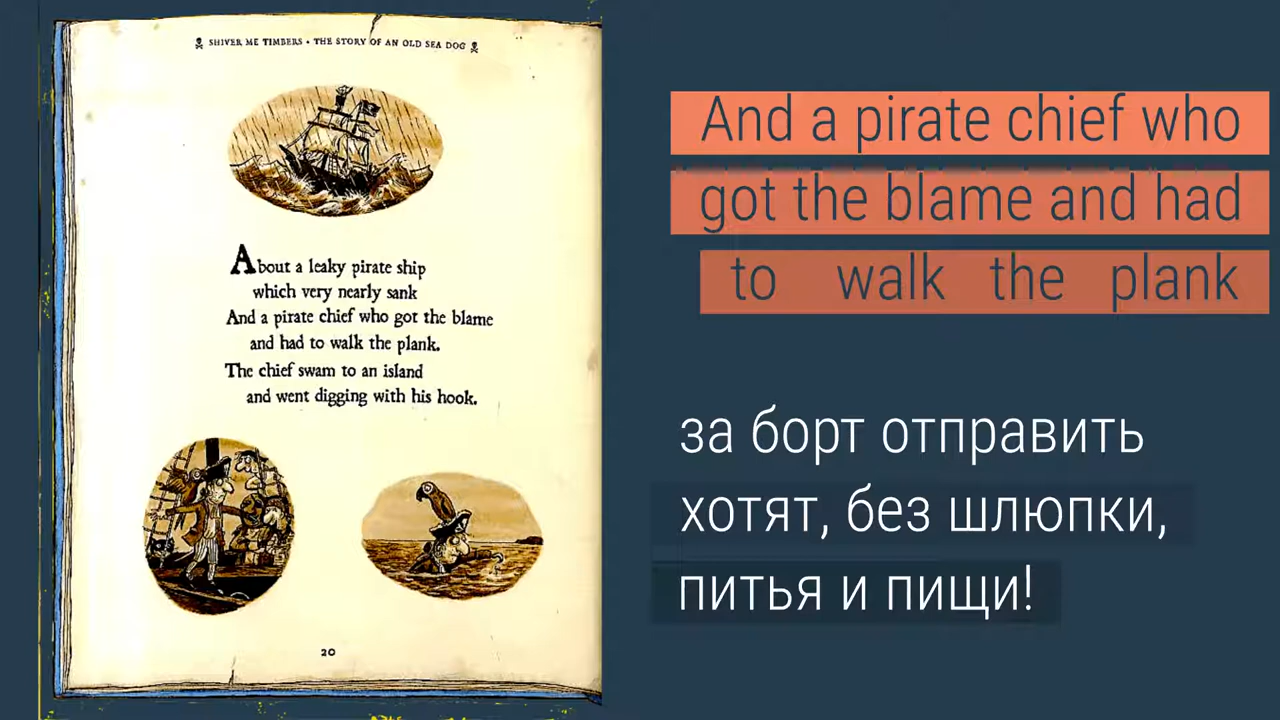 SHIVER ME TIMBERS • THE STORY OF AN OLD SEA DOG
About a leaky pirate ship
which very nearly sank
And a pirate chief who got the blame
and had to walk the plank.
The chief swam to an island
and went digging with his hook.
20
And a pirate chief who
got the blame and had
to walk the plank
за борт отправить
хотят, без шлюпки,
питья и пищи!